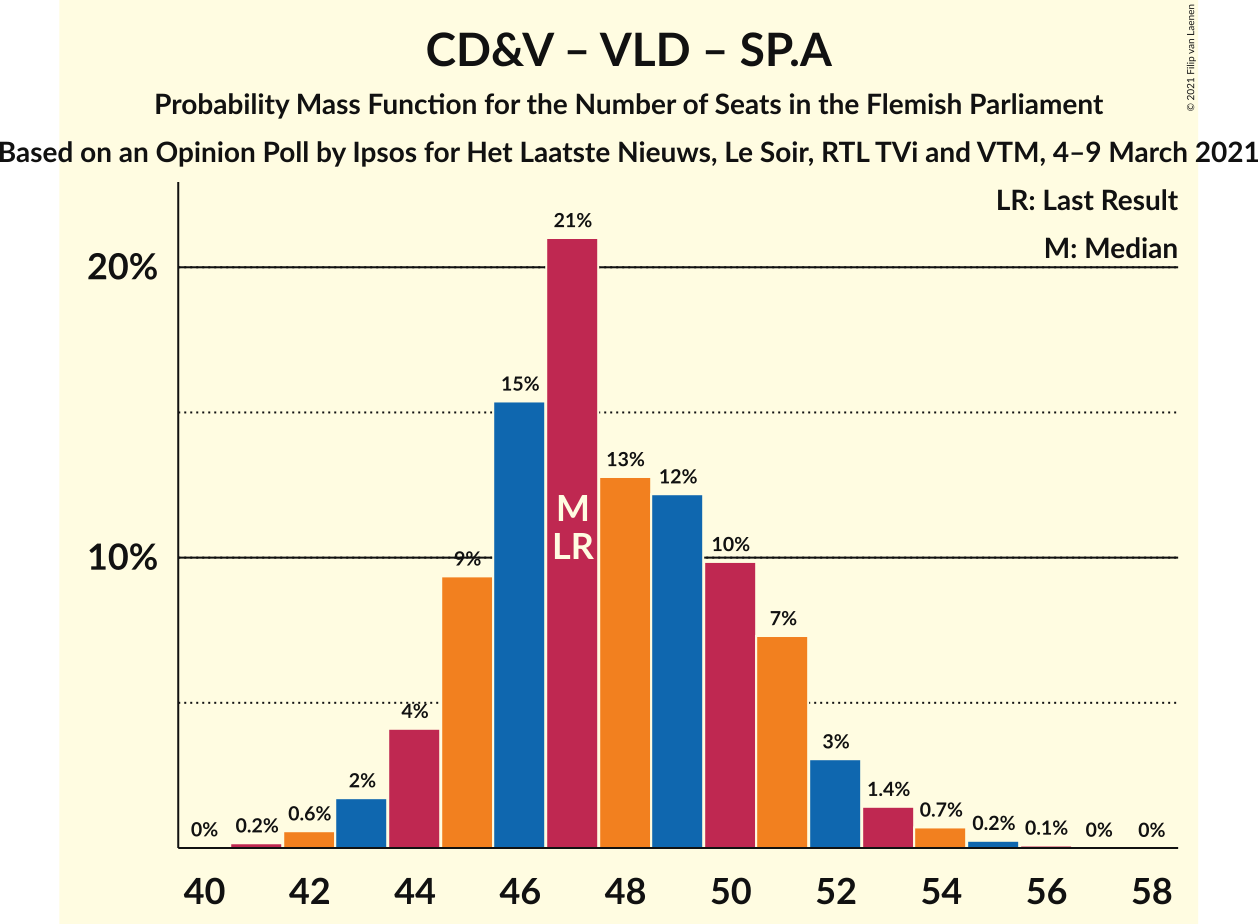 CD&V – VLD – SP.A
Probability Mass Function for the Number of Seats in the Flemish Parliament
Based on an Opinion Poll by Ipsos for Het Laatste Nieuws, Le Soir, RTL TVi and VTM, 4–9 March 2021
© 2021 Filip van Laenen
LR: Last Result
M: Median
20%
10%
0%
0.2%
0.6%
2%
4%
9%
15%
21%
13%
12%
10%
7%
3%
1.4%
0.7%
0.2%
0.1%
0%
0%
M
LR
40 42 44 46 48 50 52 54 56 58